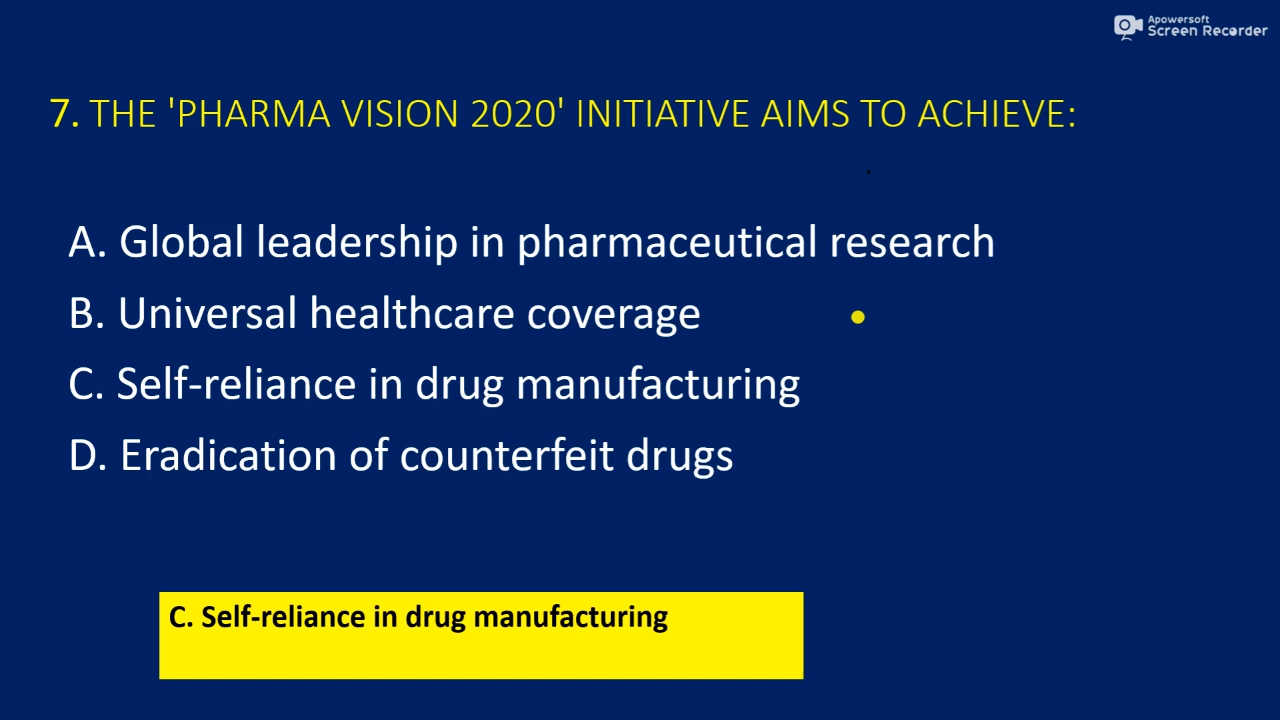 Apowersoft
Screen Recorder
7. THE 'PHARMA VISION 2020' INITIATIVE AIMS TO ACHIEVE:
A. Global leadership in pharmaceutical research
B. Universal healthcare coverage
C. Self-reliance in drug manufacturing
D. Eradication of counterfeit drugs
C. Self-reliance in drug manufacturing